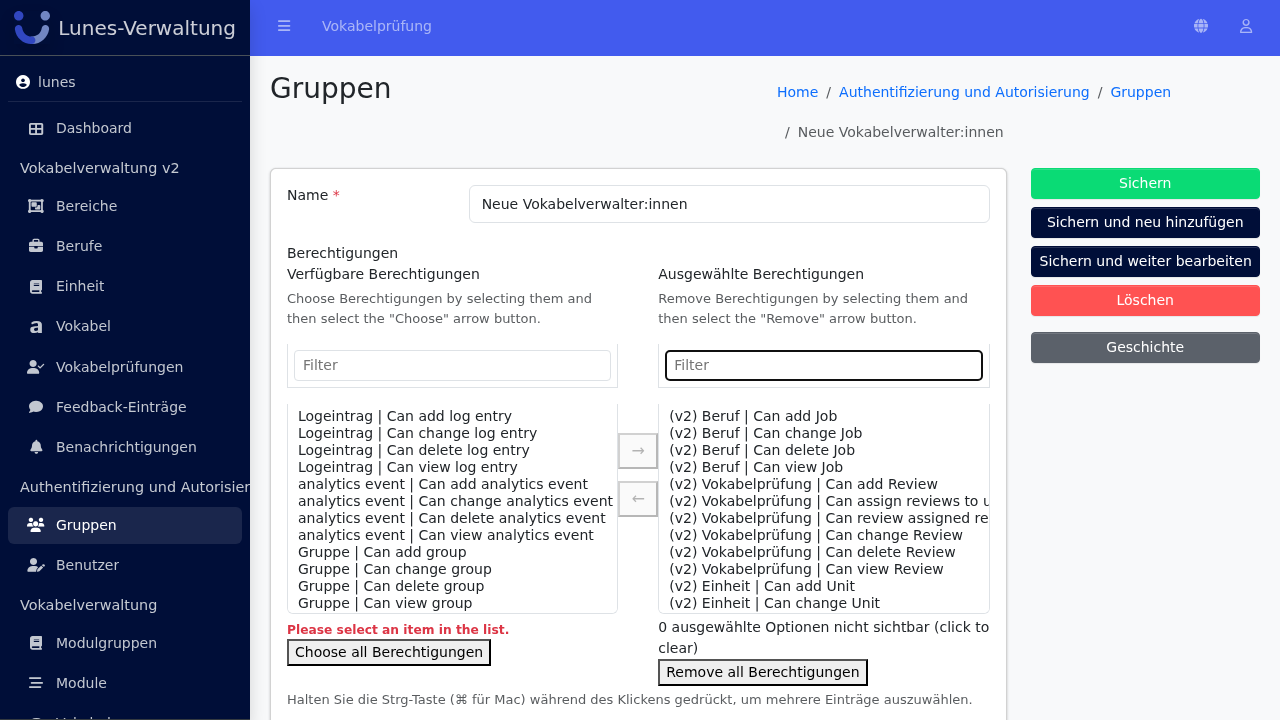 Lunes-Verwaltung
Vokabelprüfung
lunes
Dashboard
Vokabelverwaltung v2
Bereiche
Berufe
Einheit
Vokabel
Vokabelprüfungen
Feedback-Einträge
Benachrichtigungen
Authentifizierung und Autorisier
Gruppen
Benutzer
Vokabelverwaltung
Modulgruppen
Module
Gruppen
Home / Authentifizierung und Autorisierung / Gruppen
/ Neue Vokabelverwalter:innen
Name *
Neue Vokabelverwalter:innen
Berechtigungen
Verfügbare Berechtigungen
Choose Berechtigungen by selecting them and
then select the "Choose" arrow button.
Filter
Logeintrag | Can add log entry
Logeintrag | Can change log entry
Logeintrag | Can delete log entry
Logeintrag | Can view log entry
analytics event | Can add analytics event
analytics event | Can change analytics event
analytics event | Can delete analytics event
analytics event | Can view analytics event
Gruppe | Can add group
Gruppe | Can change group
Gruppe | Can delete group
Gruppe | Can view group
Please select an item in the list.
Choose all Berechtigungen
→
←
Ausgewählte Berechtigungen
Remove Berechtigungen by selecting them and
then select the "Remove" arrow button.
Filter
(v2) Beruf | Can add Job
(v2) Beruf | Can change Job
(v2) Beruf | Can delete Job
(v2) Beruf | Can view Job
(v2) Vokabelprüfung | Can add Review
(v2) Vokabelprüfung | Can assign reviews to u
(v2) Vokabelprüfung | Can review assigned re
(v2) Vokabelprüfung | Can change Review
(v2) Vokabelprüfung | Can delete Review
(v2) Vokabelprüfung | Can view Review
(v2) Einheit | Can add Unit
(v2) Einheit | Can change Unit
0 ausgewählte Optionen nicht sichtbar (click to
clear)
Remove all Berechtigungen
Halten Sie die Strg-Taste (⌘ für Mac) während des Klickens gedrückt, um mehrere Einträge auszuwählen.
Sichern
Sichern und neu hinzufügen
Sichern und weiter bearbeiten
Löschen
Geschichte